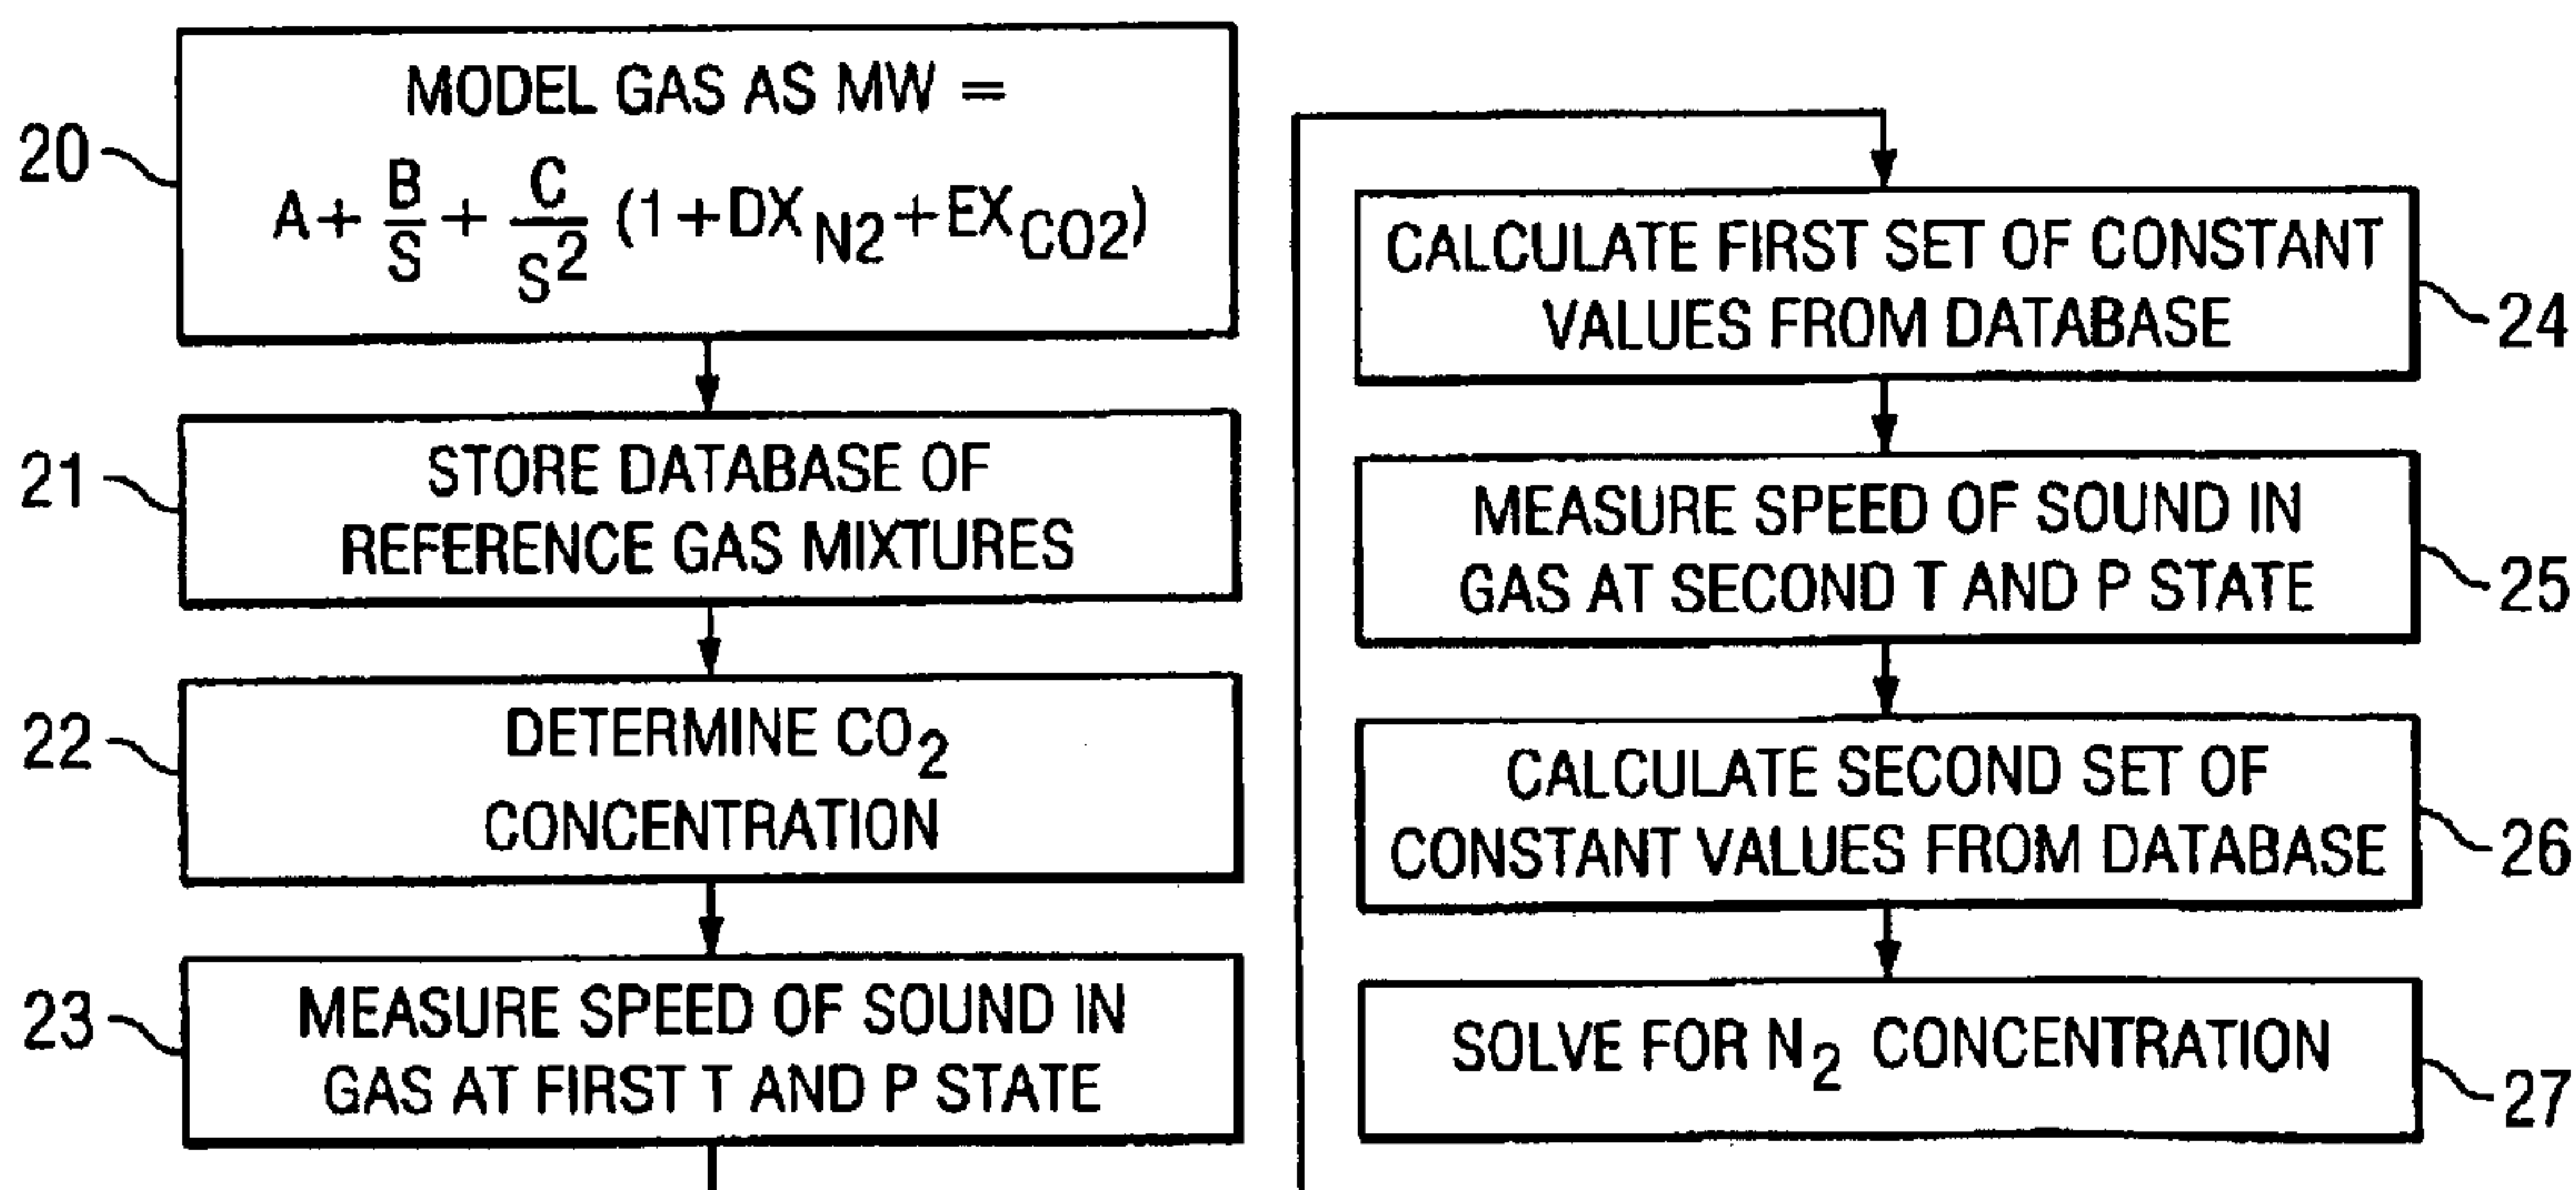 MODEL GAS AS MW =
A + B/S + C/S² (1 + DX_N2 + EX_CO2)
20
STORE DATABASE OF
REFERENCE GAS MIXTURES
21
DETERMINE CO₂
CONCENTRATION
22
MEASURE SPEED OF SOUND IN
GAS AT FIRST T AND P STATE
23
CALCULATE FIRST SET OF CONSTANT
VALUES FROM DATABASE
24
MEASURE SPEED OF SOUND IN
GAS AT SECOND T AND P STATE
25
CALCULATE SECOND SET OF
CONSTANT VALUES FROM DATABASE
26
SOLVE FOR N₂ CONCENTRATION
27